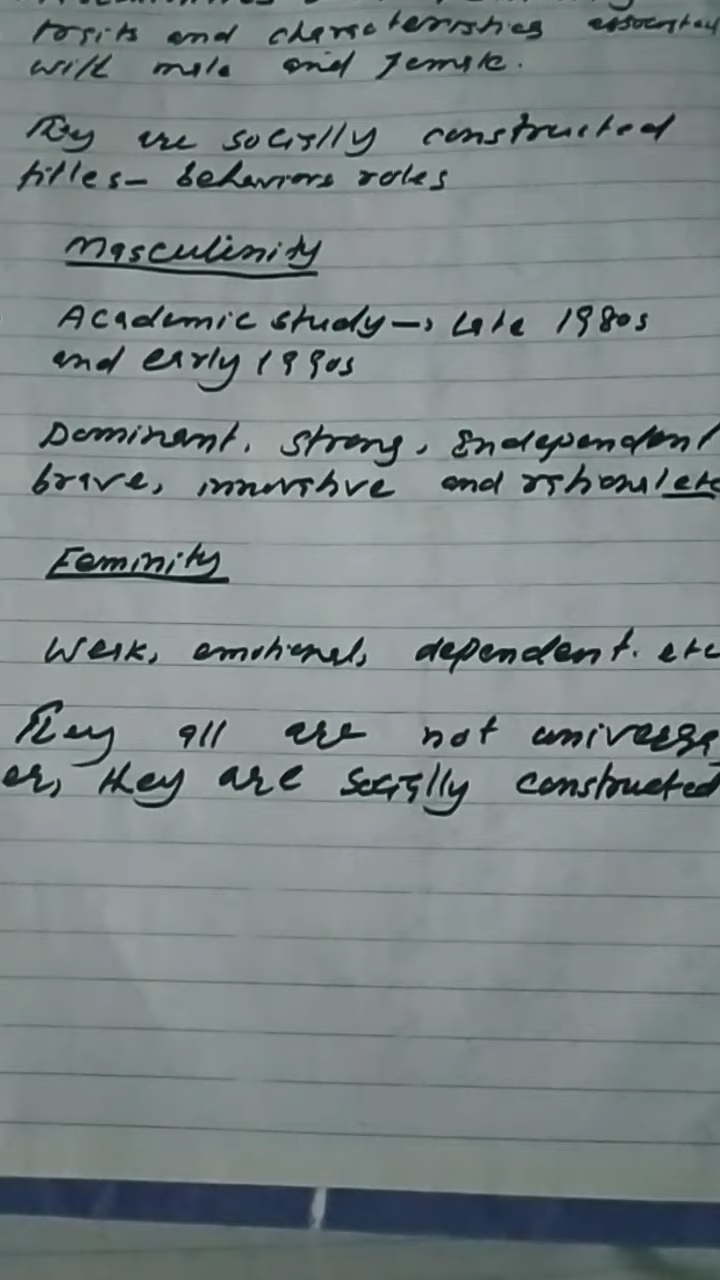 traits and characteristics associated
with male and female.
They are socially constructed
titles- behaviors roles
Masculinity
Academic study → Late 1980s
and early 1990s
Dominant, strong, Independent
brave, innovative and rational etc
Feminity
Weak, emotional, dependent. etc
They all are not univers
er, they are socially constructed